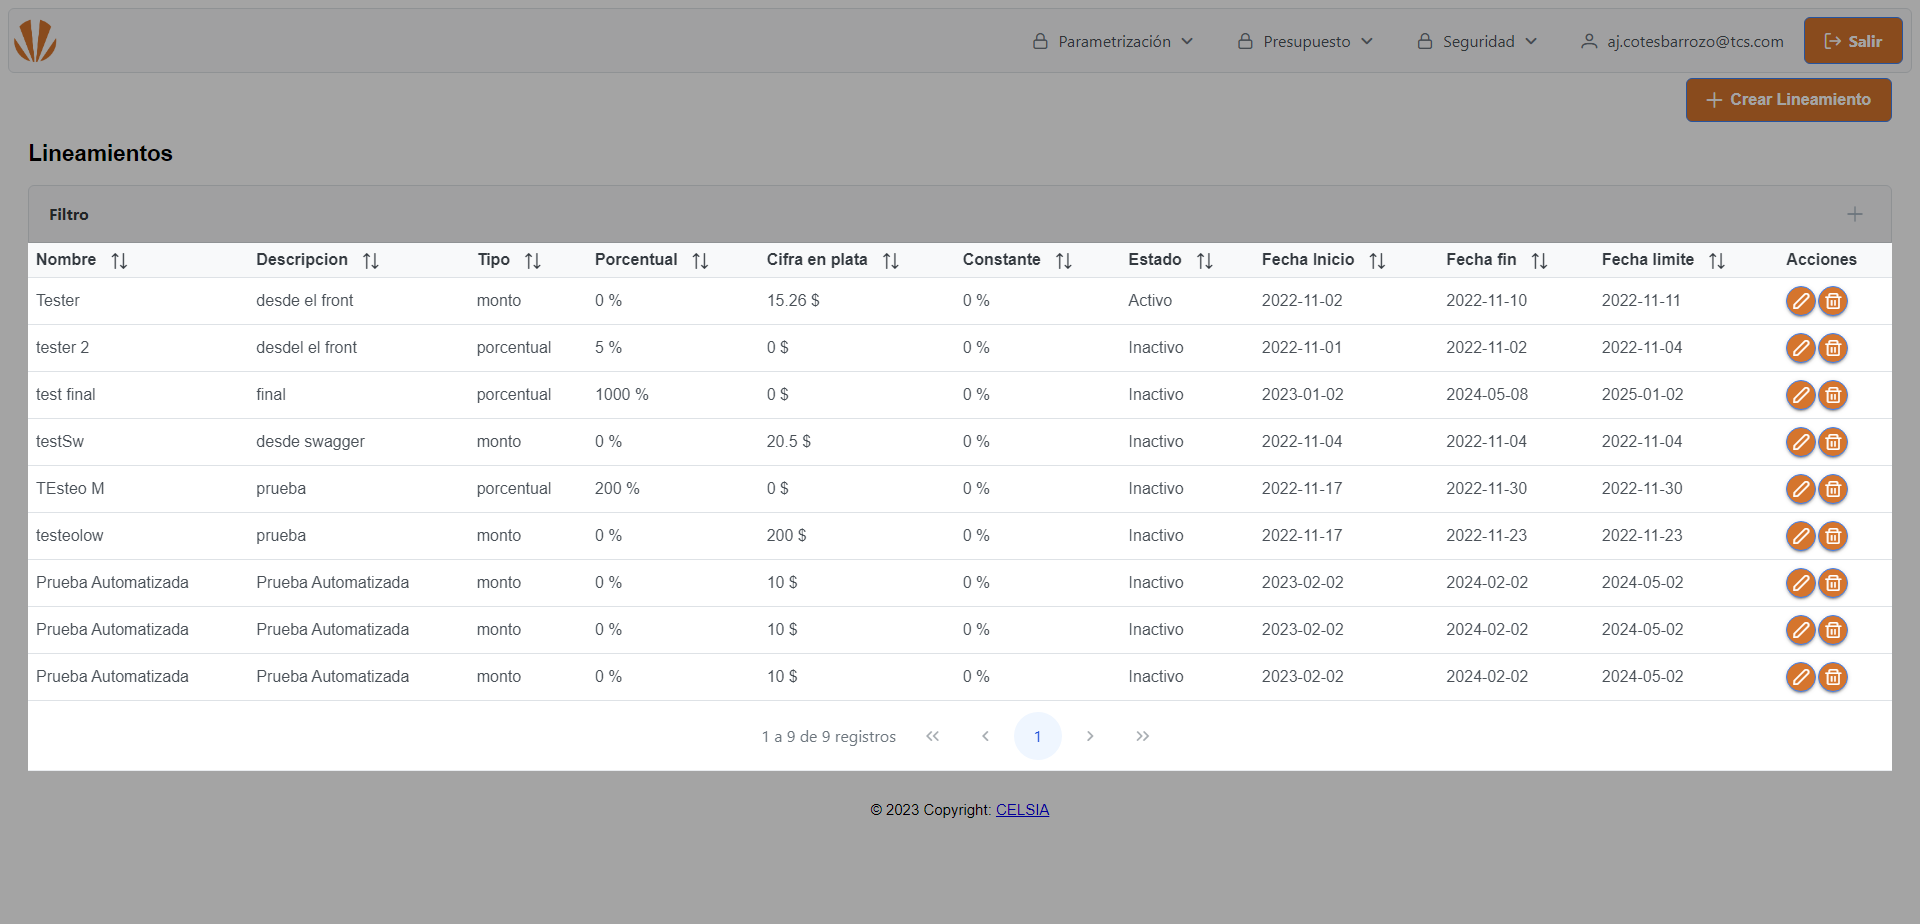 Parametrización Presupuesto Seguridad aj.cotesbarrozo@tcs.com Salir
Crear Lineamiento
Lineamientos
Filtro
Nombre Descripcion Tipo Porcentual Cifra en plata Constante Estado Fecha Inicio Fecha fin Fecha limite Acciones
Tester desde el front monto 0 % 15.26 $ 0 % Activo 2022-11-02 2022-11-10 2022-11-11
tester 2 desdel el front porcentual 5 % 0 $ 0 % Inactivo 2022-11-01 2022-11-02 2022-11-04
test final final porcentual 1000 % 0 $ 0 % Inactivo 2023-01-02 2024-05-08 2025-01-02
testSw desde swagger monto 0 % 20.5 $ 0 % Inactivo 2022-11-04 2022-11-04 2022-11-04
TEsteo M prueba porcentual 200 % 0 $ 0 % Inactivo 2022-11-17 2022-11-30 2022-11-30
testeolow prueba monto 0 % 200 $ 0 % Inactivo 2022-11-17 2022-11-23 2022-11-23
Prueba Automatizada Prueba Automatizada monto 0 % 10 $ 0 % Inactivo 2023-02-02 2024-02-02 2024-05-02
Prueba Automatizada Prueba Automatizada monto 0 % 10 $ 0 % Inactivo 2023-02-02 2024-02-02 2024-05-02
Prueba Automatizada Prueba Automatizada monto 0 % 10 $ 0 % Inactivo 2023-02-02 2024-02-02 2024-05-02
1 a 9 de 9 registros 1
© 2023 Copyright: CELSIA